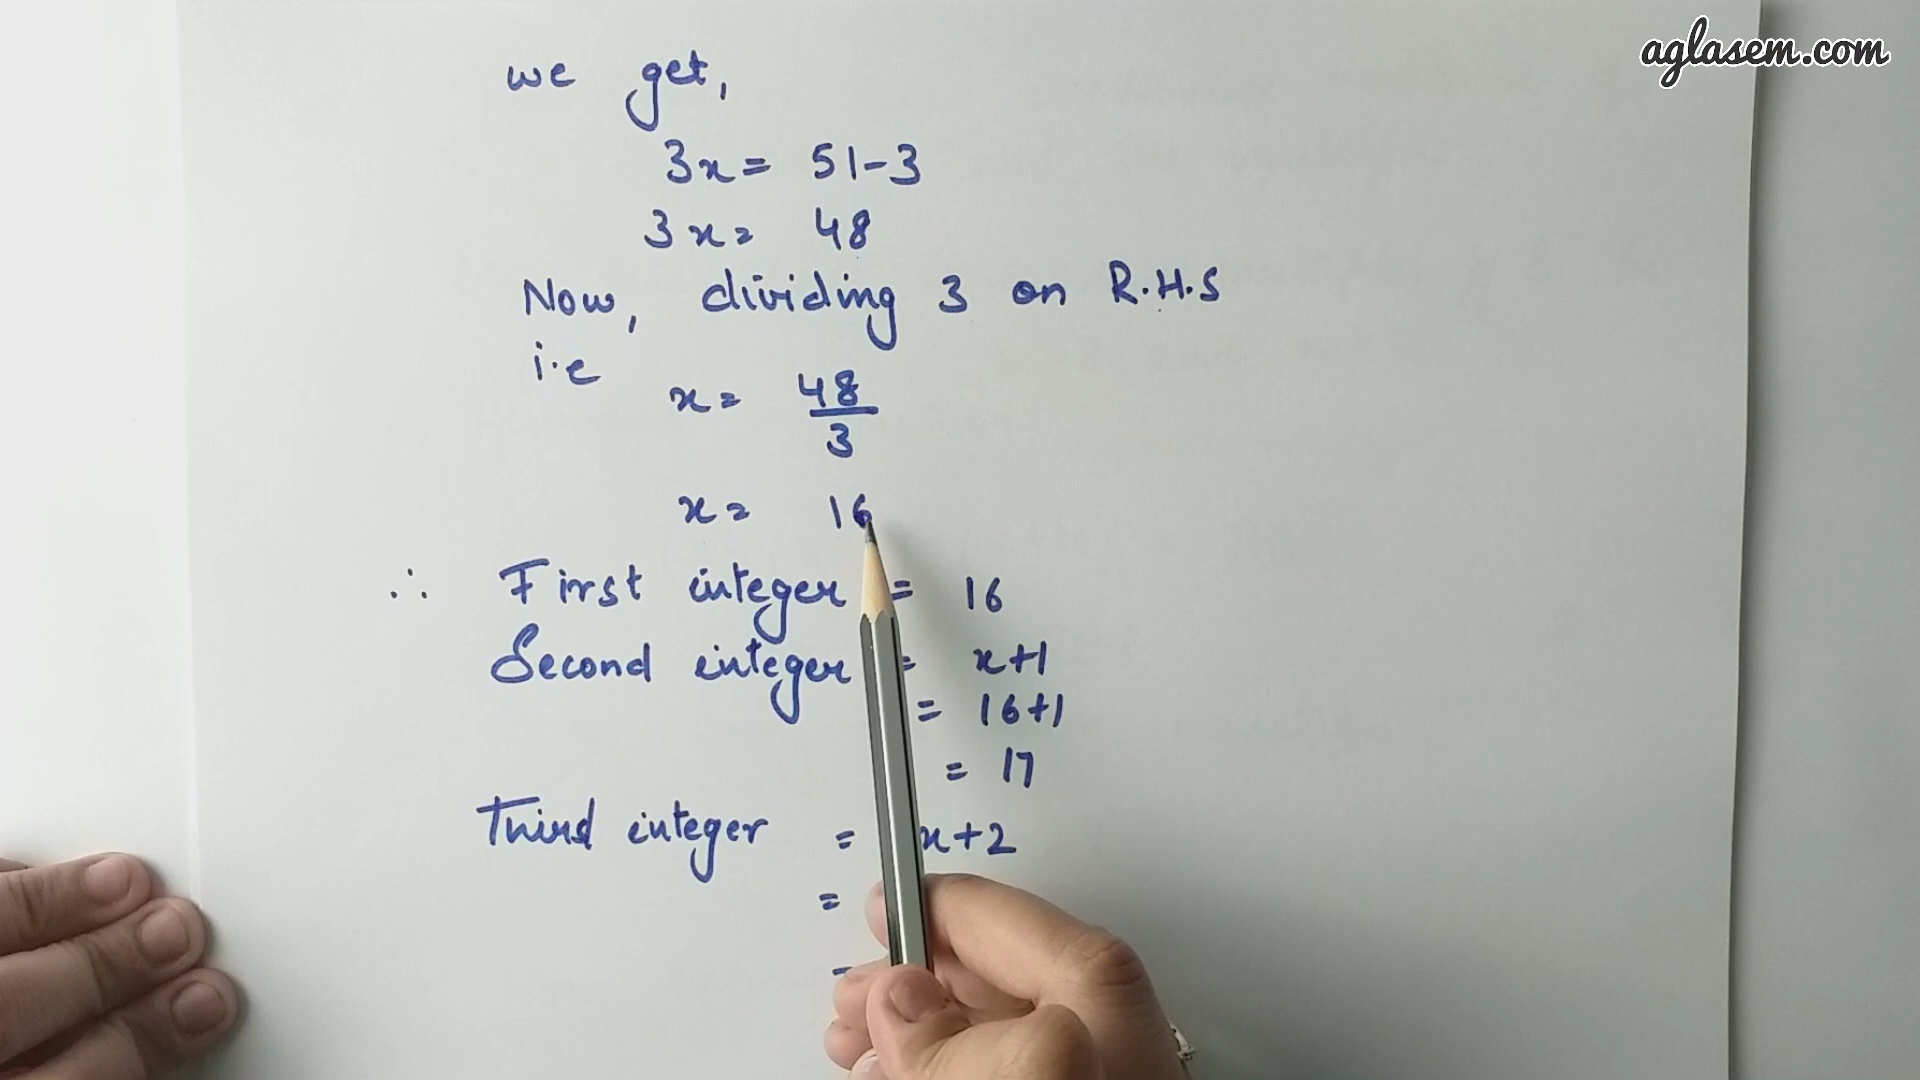 aglasem.com
we get,
3x = 51-3
3x = 48
Now, dividing 3 on R.H.S
i.e
x = 48/3
x = 16
∴ First integer = 16
Second integer = x+1
= 16+1
= 17
Third integer = x+2
=
=